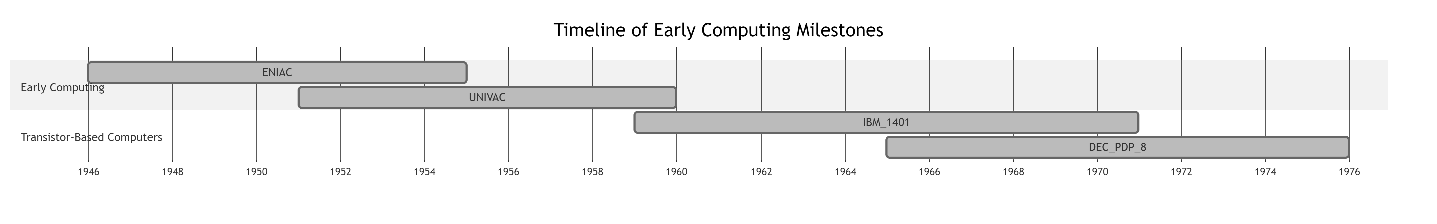 Timeline of Early Computing Milestones
ENIAC
Early Computing
UNIVAC
IBM_1401
Transistor-Based Computers
DEC_PDP_8
1946 1948 1950 1952 1954 1956 1958 1960 1962 1964 1966 1968 1970 1972 1974 1976